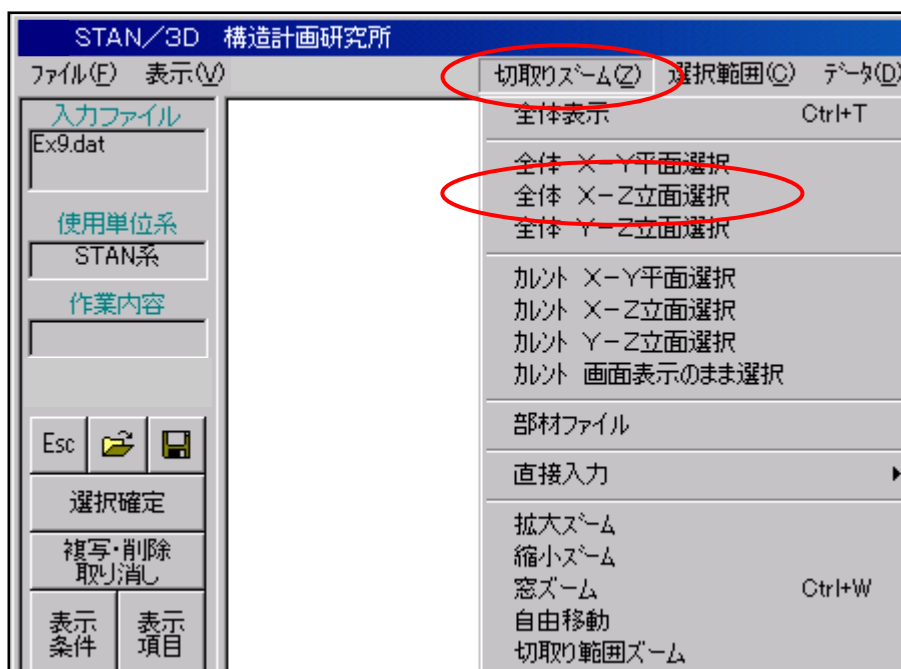 STAN／3D 構造計画研究所
ﾌｧｲﾙ(F) 表示(V) 切取りｽﾞｰﾑ(Z) 選択範囲(C) ﾃﾞｰﾀ(D)
入力ファイル
Ex9.dat
使用単位系
STAN系
作業内容
Esc
選択確定
複写･削除
取り消し
表示
条件
表示
項目
全体表示 Ctrl+T
全体 X－Y平面選択
全体 X－Z立面選択
全体 Y－Z立面選択
ｶﾚﾝﾄ X－Y平面選択
ｶﾚﾝﾄ X－Z立面選択
ｶﾚﾝﾄ Y－Z立面選択
ｶﾚﾝﾄ 画面表示のまま選択
部材ﾌｧｲﾙ
直接入力
拡大ｽﾞｰﾑ
縮小ｽﾞｰﾑ
窓ズーム Ctrl+W
自由移動
切取り範囲ズーム